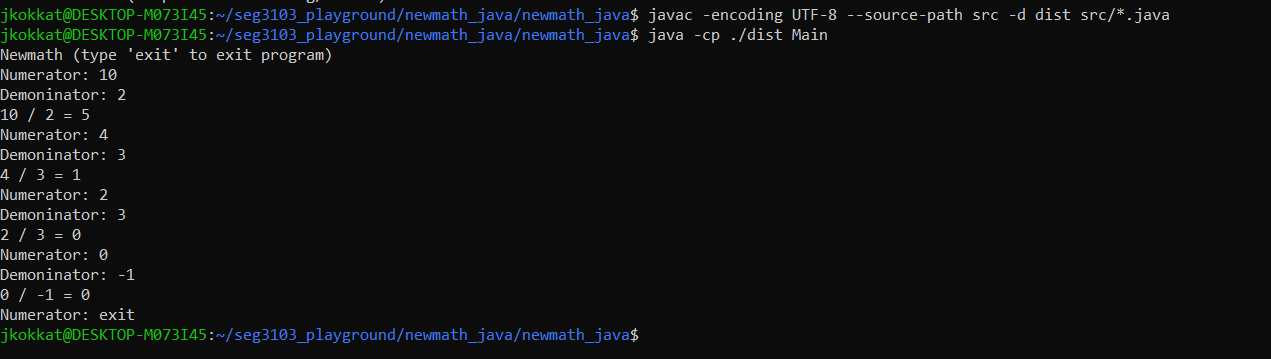 jkokkat@DESKTOP-M073I45:~/seg3103_playground/newmath_java/newmath_java$ javac -encoding UTF-8 --source-path src -d dist src/*.java
jkokkat@DESKTOP-M073I45:~/seg3103_playground/newmath_java/newmath_java$ java -cp ./dist Main
Newmath (type 'exit' to exit program)
Numerator: 10
Demoninator: 2
10 / 2 = 5
Numerator: 4
Demoninator: 3
4 / 3 = 1
Numerator: 2
Demoninator: 3
2 / 3 = 0
Numerator: 0
Demoninator: -1
0 / -1 = 0
Numerator: exit
jkokkat@DESKTOP-M073I45:~/seg3103_playground/newmath_java/newmath_java$